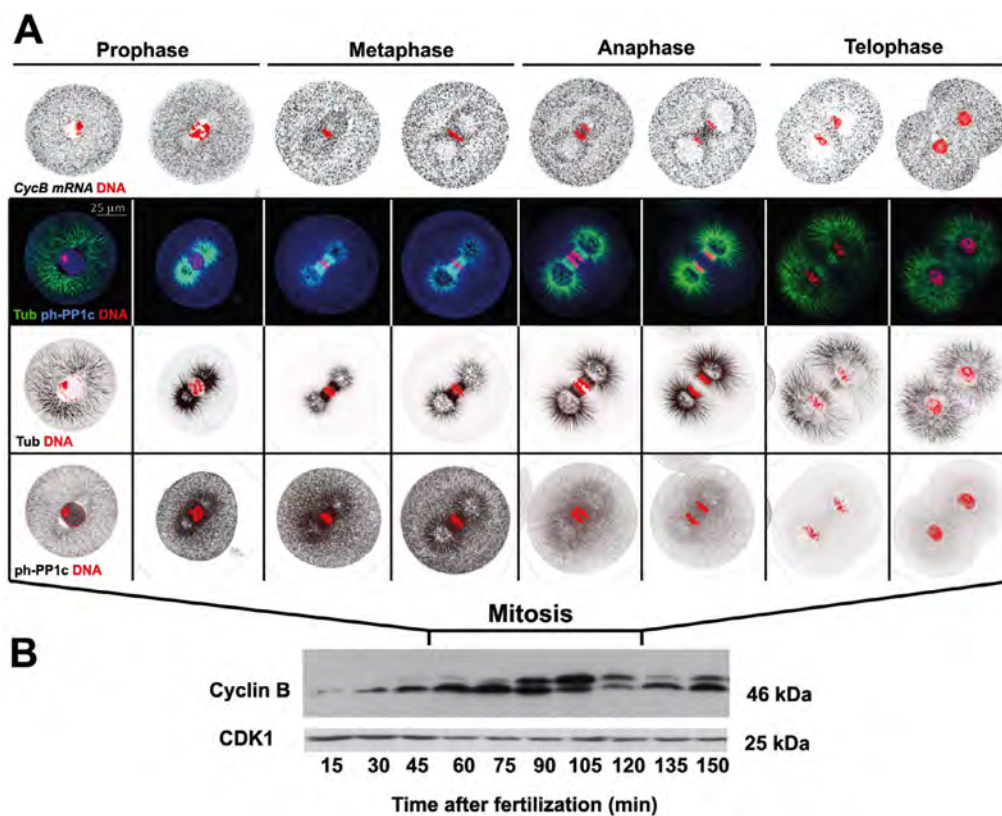 A
Prophase Metaphase Anaphase Telophase
CycB mRNA DNA
25 μm
Tub ph-PP1c DNA
Tub DNA
ph-PP1c DNA
Mitosis
B
Cyclin B 46 kDa
CDK1 25 kDa
15 30 45 60 75 90 105 120 135 150
Time after fertilization (min)